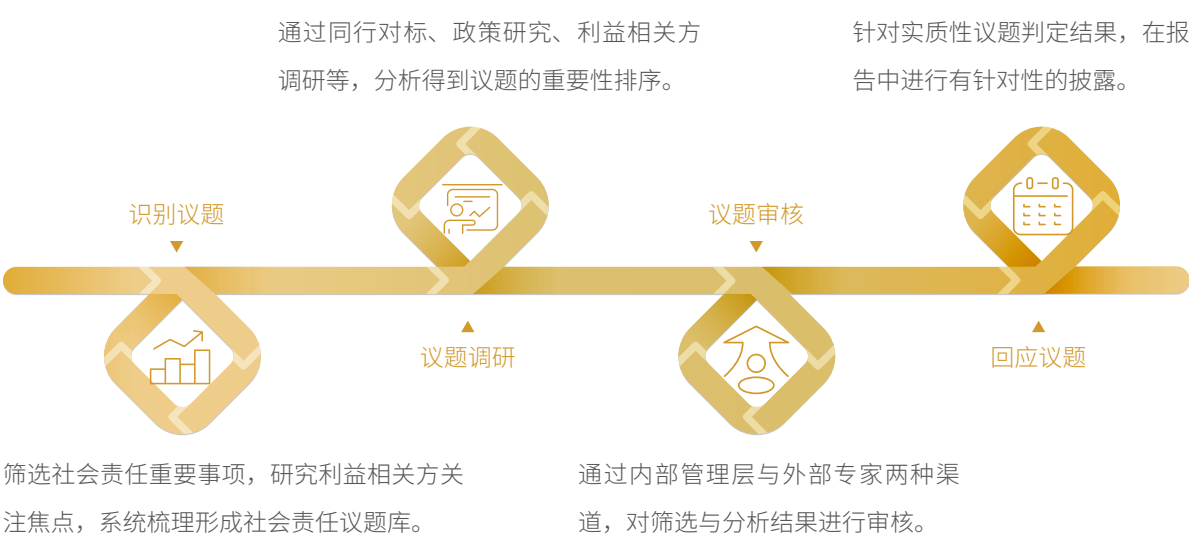 通过同行对标、政策研究、利益相关方
调研等，分析得到议题的重要性排序。
针对实质性议题判定结果，在报
告中进行有针对性的披露。
识别议题
议题审核
议题调研
回应议题
筛选社会责任重要事项，研究利益相关方关
注焦点，系统梳理形成社会责任议题库。
通过内部管理层与外部专家两种渠
道，对筛选与分析结果进行审核。